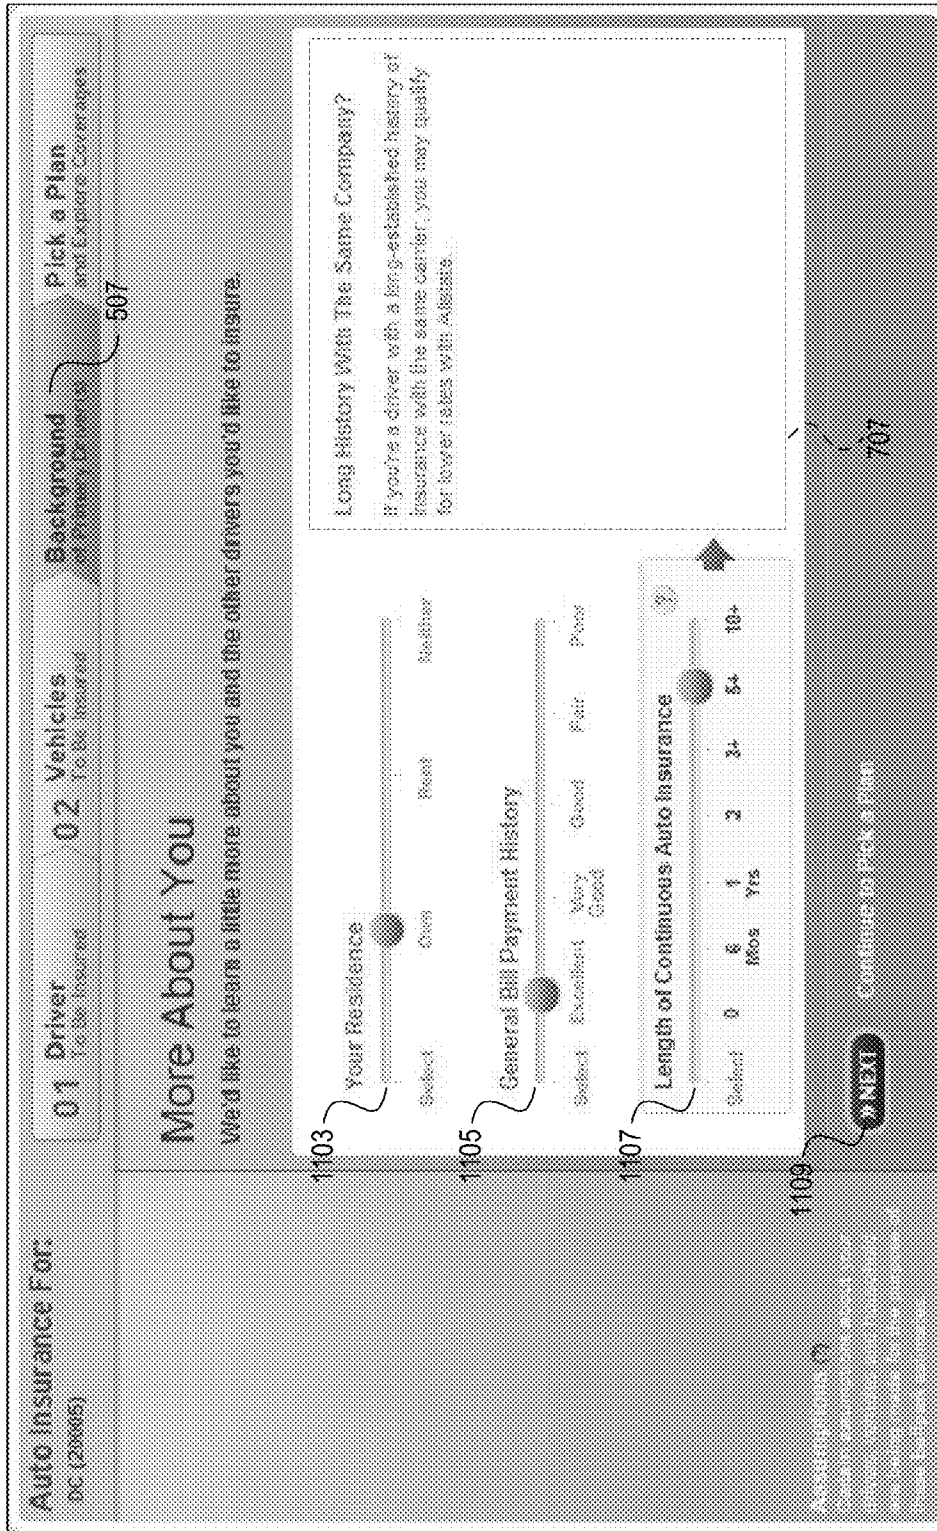 Auto Insurance For:
DC (20005)
01 Driver
To Be Insured
02 Vehicles
To Be Insured
Background
of Primary Drivers
Pick a Plan
and Explore Coverages
507
More About You
We'd like to learn a little more about you and the other drivers you'd like to insure.
1103
Your Residence
Select Own Rent Neither
1105
General Bill Payment History
Select Excellent Very Good Fair Poor
Good
1107
Length of Continuous Auto Insurance ?
Select 0 6 1 2 3+ 5+ 10+
Mos Yrs
Long History With The Same Company?
If you're a driver with a long-established history of
insurance with the same carrier, you may qualify
for lower rates with Allstate.
707
1109
NEXT
Continue to Pick a Plan